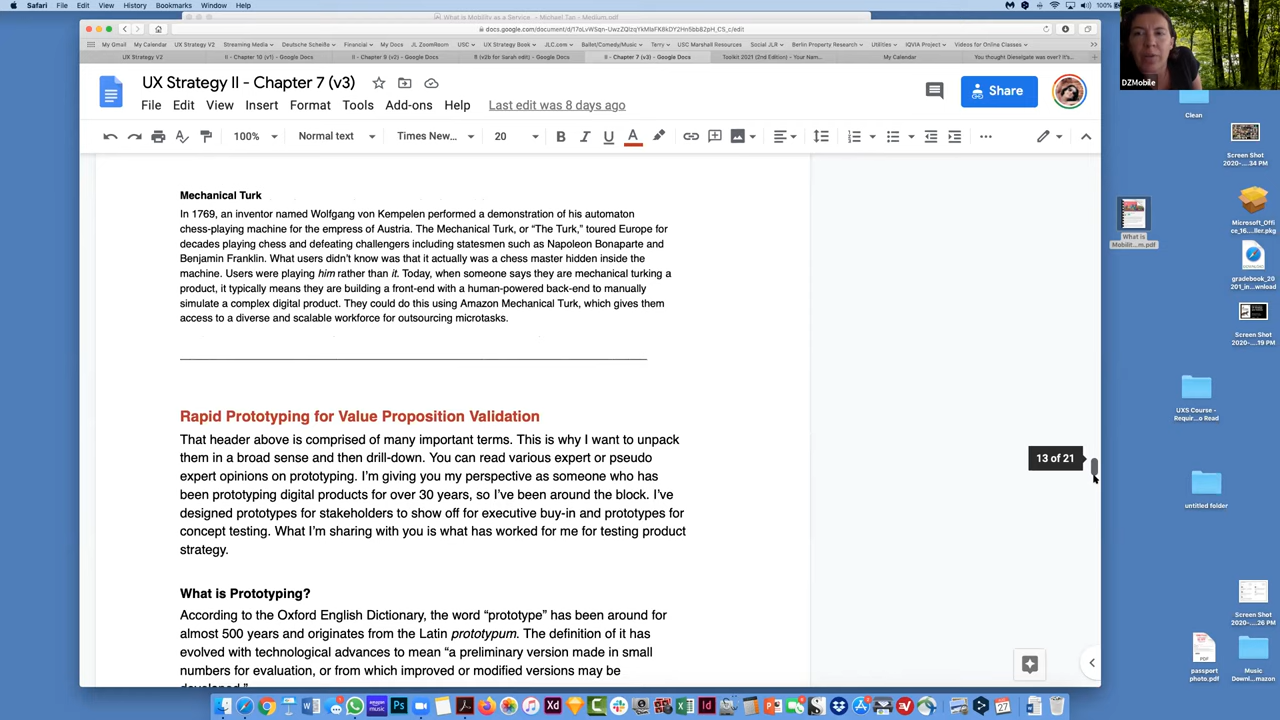 Safari File Edit View History Bookmarks Window Help 100%
What is Mobility as a Service - Michael Tan - Medium.pdf
My Gmail My Calendar UX Strategy V2 Streaming Media Deutsche Scheiße Financial My Docs JL ZoomRoom USC UX Strategy Book JLC.com Ballet/Comedy/Music Terry USC Marshall Resources Social JLR Berlin Property Research Utilities IQVIA Project Videos for Online Classes
UX Strategy V2 II - Chapter 10 (v1) - Google Docs II - Chapter 9 (v2) - Google Docs II - Chapter 7 (v3) - Google Docs Toolkit 2021 (2nd Edition) - Your Nam... My Calendar You thought Dieselgate was over? It's...
UX Strategy II - Chapter 7 (v3)
File Edit View Insert Format Tools Add-ons Help Last edit was 8 days ago
Share
DZMobile
100% Normal text Times New... 20 B I U A
Mechanical Turk
In 1769, an inventor named Wolfgang von Kempelen performed a demonstration of his automaton
chess-playing machine for the empress of Austria. The Mechanical Turk, or “The Turk,” toured Europe for
decades playing chess and defeating challengers including statesmen such as Napoleon Bonaparte and
Benjamin Franklin. What users didn’t know was that it actually was a chess master hidden inside the
machine. Users were playing him rather than it. Today, when someone says they are mechanical turking a
product, it typically means they are building a front-end with a human-powered back-end to manually
simulate a complex digital product. They could do this using Amazon Mechanical Turk, which gives them
access to a diverse and scalable workforce for outsourcing microtasks.
Rapid Prototyping for Value Proposition Validation
That header above is comprised of many important terms. This is why I want to unpack
them in a broad sense and then drill-down. You can read various expert or pseudo
expert opinions on prototyping. I’m giving you my perspective as someone who has
been prototyping digital products for over 30 years, so I’ve been around the block. I’ve
designed prototypes for stakeholders to show off for executive buy-in and prototypes for
concept testing. What I’m sharing with you is what has worked for me for testing product
strategy.
What is Prototyping?
According to the Oxford English Dictionary, the word “prototype” has been around for
almost 500 years and originates from the Latin prototypum. The definition of it has
evolved with technological advances to mean “a preliminary version made in small
numbers for evaluation, or from which improved or modified versions may be
developed.”
13 of 21
Clean
Screen Shot
2020-...34 PM
What is
Mobilit...m.pdf
Microsoft_Offi
ce_16....ller.pkg
gradebook_20
201_in...wnload
Screen Shot
2020-...19 PM
UXS Course -
Requir...o Read
untitled folder
Screen Shot
2020-...26 PM
passport
photo.pdf
Music
Downl...mazon